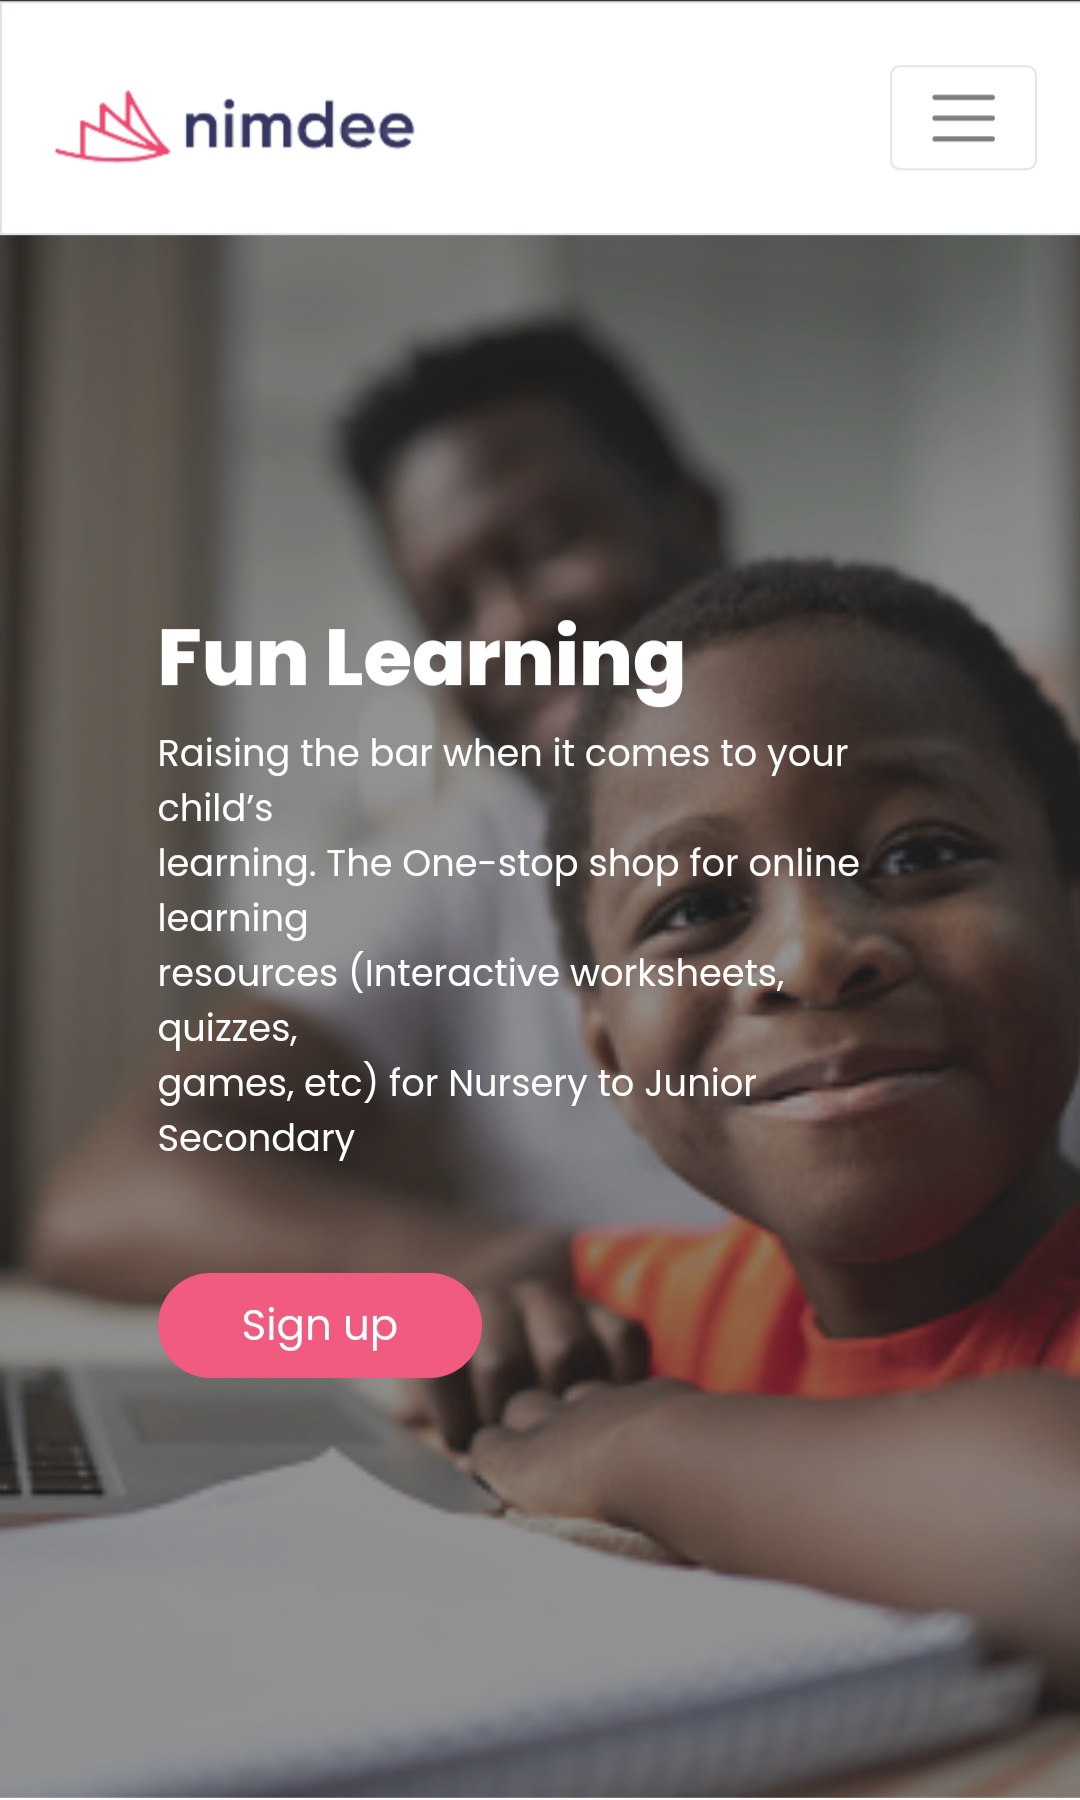 nimdee
Fun Learning
Raising the bar when it comes to your
child’s
learning. The One-stop shop for online
learning
resources (Interactive worksheets,
quizzes,
games, etc) for Nursery to Junior
Secondary
Sign up